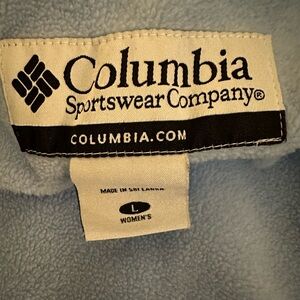 Columbia
Sportswear Company®
COLUMBIA.COM
MADE IN SRI LANKA
L
WOMEN'S